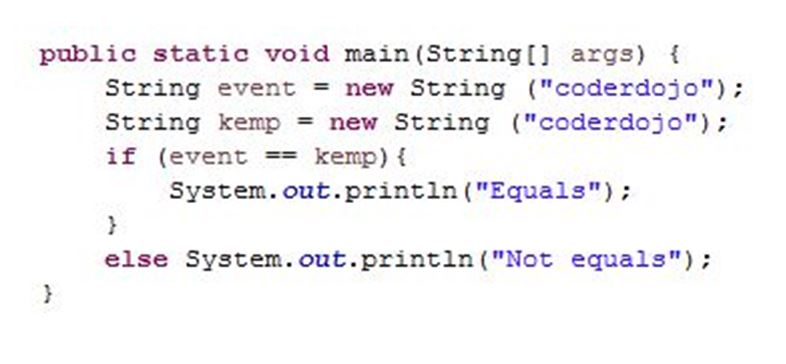 public static void main(String[] args) {
String event = new String ("coderdojo");
String kemp = new String ("coderdojo");
if (event == kemp){
System.out.println("Equals");
}
else System.out.println("Not equals");
}